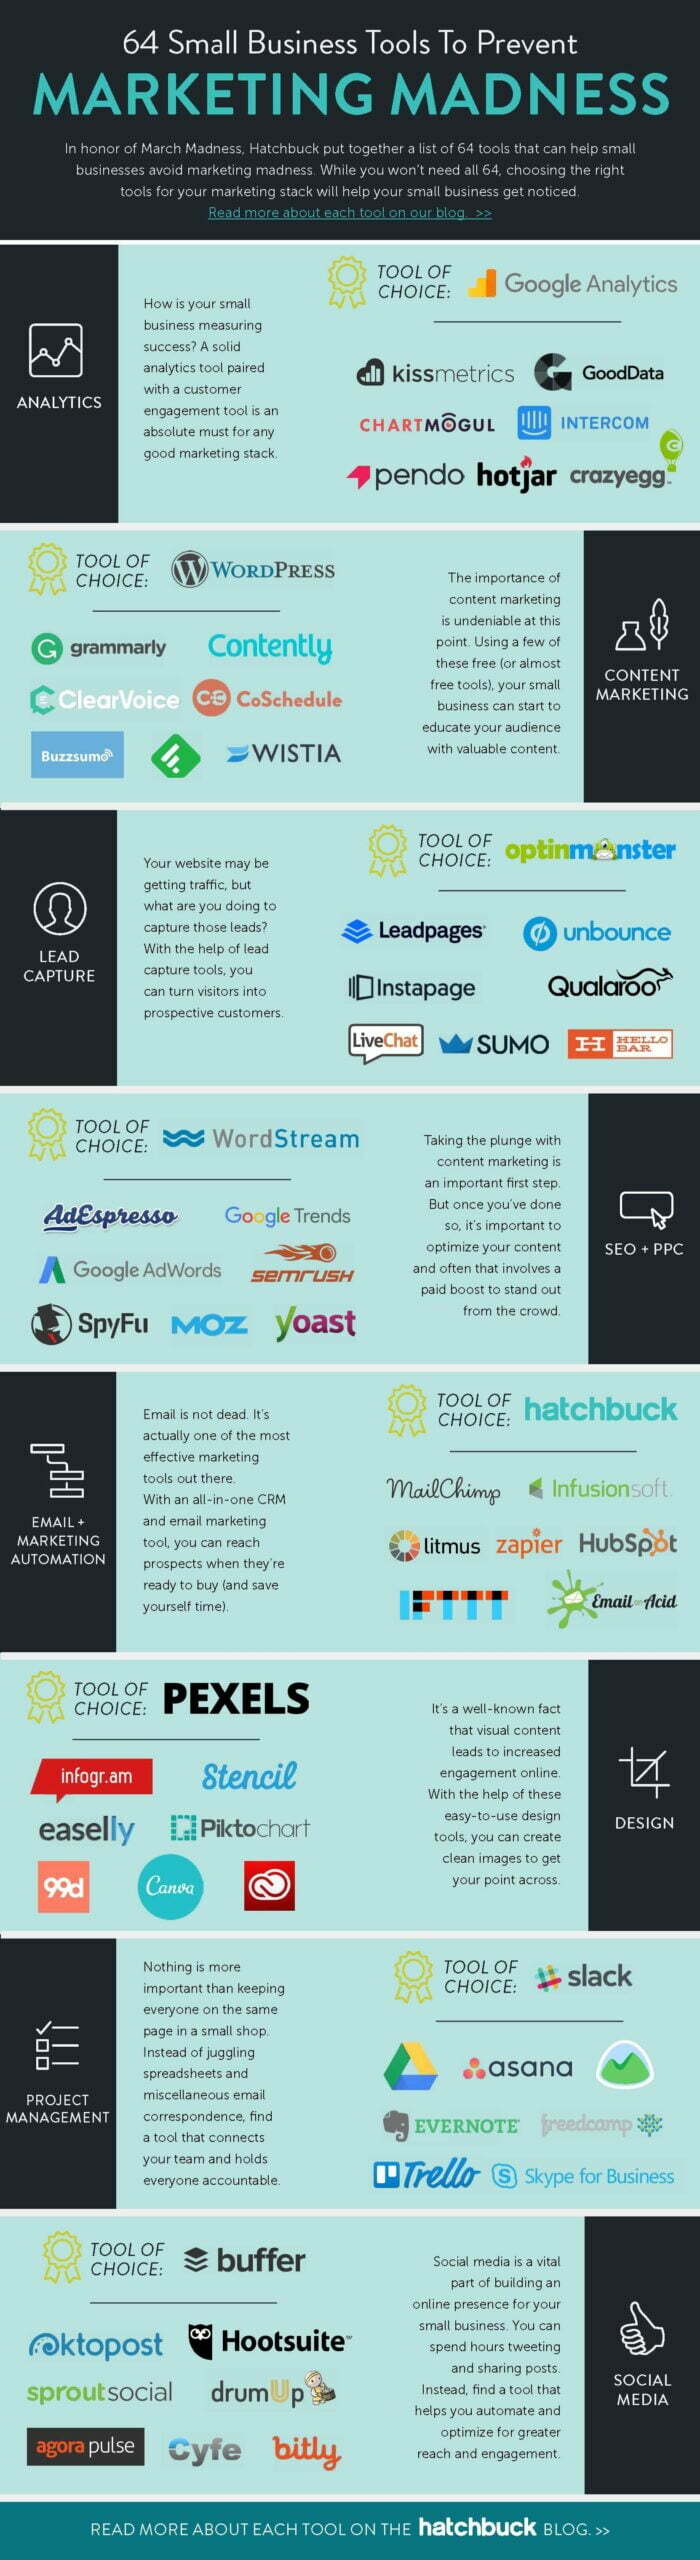 64 Small Business Tools To Prevent
MARKETING MADNESS
In honor of March Madness, Hatchbuck put together a list of 64 tools that can help small
businesses avoid marketing madness. While you won't need all 64, choosing the right
tools for your marketing stack will help your small business get noticed.
Read more about each tool on our blog. >>
ANALYTICS
How is your small
business measuring
success? A solid
analytics tool paired
with a customer
engagement tool is an
absolute must for any
good marketing stack.
TOOL OF
CHOICE:
Google Analytics
kissmetrics
GoodData
CHARTMOGUL
INTERCOM
pendo
hotjar
crazyegg
TOOL OF
CHOICE:
WORDPRESS
grammarly
Contently
ClearVoice
CoSchedule
Buzzsumo
WISTIA
The importance of
content marketing
is undeniable at this
point. Using a few of
these free (or almost
free tools), your small
business can start to
educate your audience
with valuable content.
CONTENT
MARKETING
LEAD
CAPTURE
Your website may be
getting traffic, but
what are you doing to
capture those leads?
With the help of lead
capture tools, you
can turn visitors into
prospective customers.
TOOL OF
CHOICE:
optinmonster
Leadpages
unbounce
Instapage
Qualaroo
LiveChat
SUMO
H HELLO
BAR
TOOL OF
CHOICE:
WordStream
AdEspresso
Google Trends
Google AdWords
SEMRUSH
SpyFu
MOZ
yoast
Taking the plunge with
content marketing is
an important first step.
But once you've done
so, it's important to
optimize your content
and often that involves a
paid boost to stand out
from the crowd.
SEO + PPC
EMAIL +
MARKETING
AUTOMATION
Email is not dead. It's
actually one of the most
effective marketing
tools out there.
With an all-in-one CRM
and email marketing
tool, you can reach
prospects when they're
ready to buy (and save
yourself time).
TOOL OF
CHOICE:
hatchbuck
MailChimp
Infusionsoft.
litmus
zapier
HubSpot
IFTTT
Email on Acid
TOOL OF
CHOICE:
PEXELS
infogr.am
Stencil
easelly
Piktochart
99d
Canva
It's a well-known fact
that visual content
leads to increased
engagement online.
With the help of these
easy-to-use design
tools, you can create
clean images to get
your point across.
DESIGN
PROJECT
MANAGEMENT
Nothing is more
important than keeping
everyone on the same
page in a small shop.
Instead of juggling
spreadsheets and
miscellaneous email
correspondence, find
a tool that connects
your team and holds
everyone accountable.
TOOL OF
CHOICE:
slack
asana
EVERNOTE
freedcamp
Trello
Skype for Business
TOOL OF
CHOICE:
buffer
Oktopost
Hootsuite
sproutsocial
drumUp
agorapulse
Cyfe
bitly
Social media is a vital
part of building an
online presence for your
small business. You can
spend hours tweeting
and sharing posts.
Instead, find a tool that
helps you automate and
optimize for greater
reach and engagement.
SOCIAL
MEDIA
READ MORE ABOUT EACH TOOL ON THE hatchbuck BLOG. >>